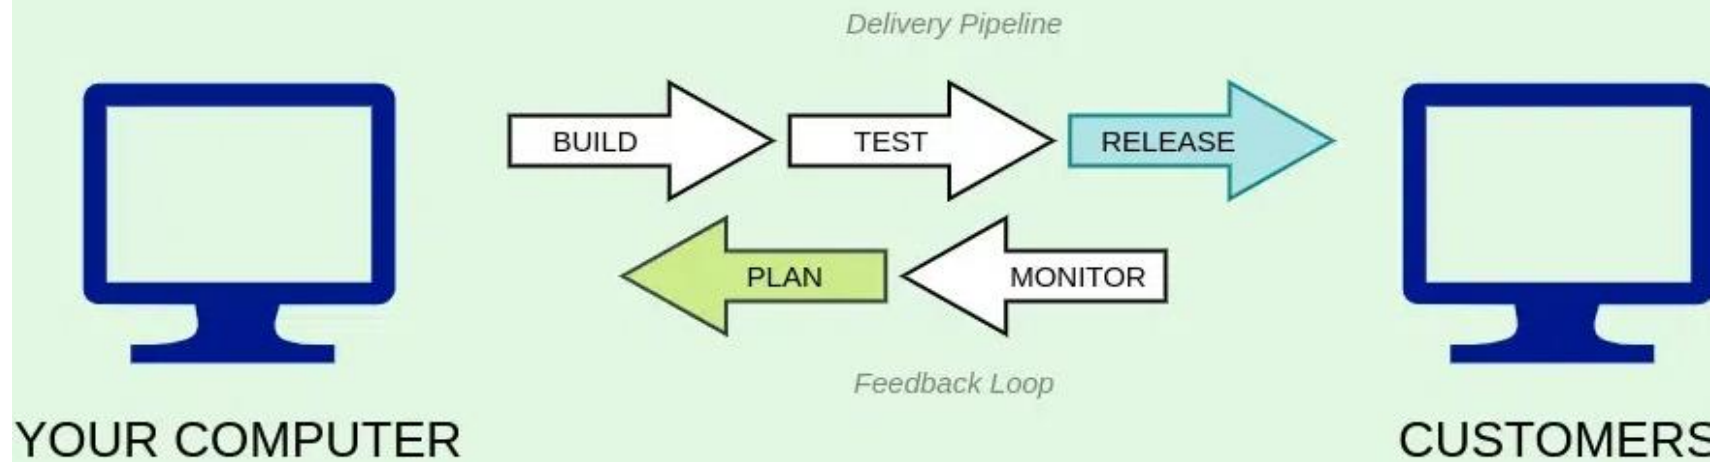 Delivery Pipeline
BUILD
TEST
RELEASE
PLAN
MONITOR
Feedback Loop
YOUR COMPUTER
CUSTOMERS